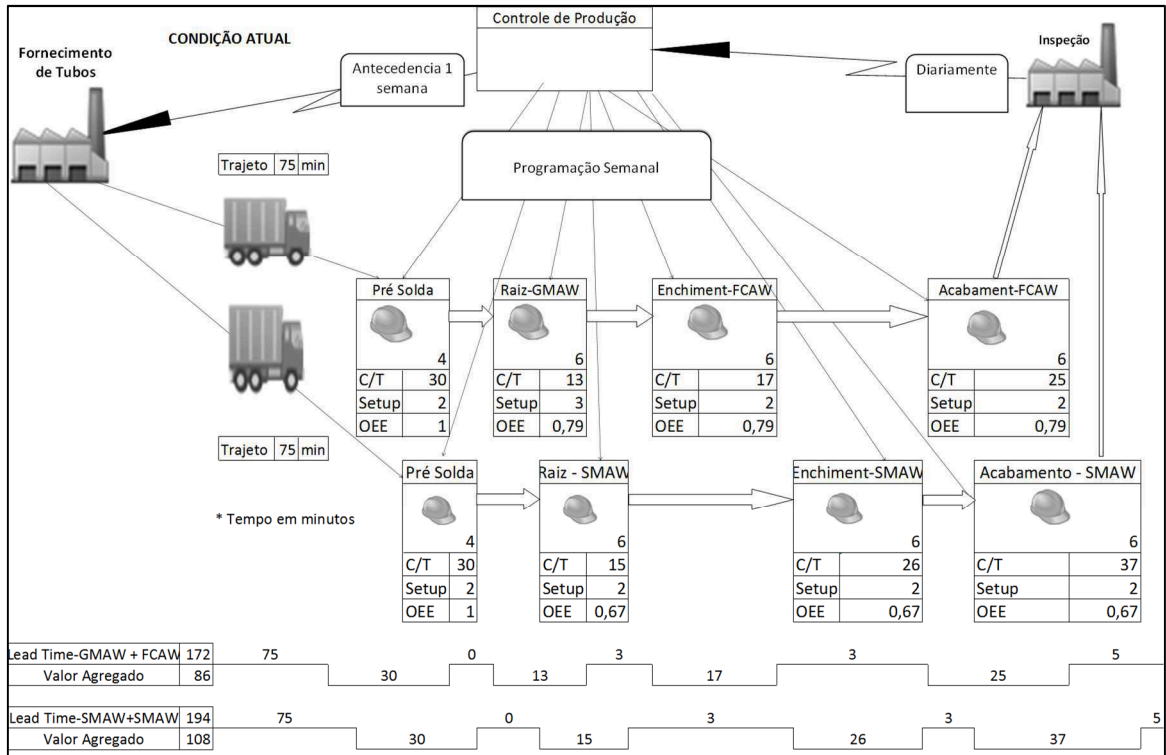 Controle de Produção
CONDIÇÃO ATUAL
Fornecimento
de Tubos
Antecedencia 1
semana
Diariamente
Inspeção
Programação Semanal
Trajeto 75 min
Pré Solda
4
C/T 30
Setup 2
OEE 1
Raiz-GMAW
6
C/T 13
Setup 3
OEE 0,79
Enchiment-FCAW
6
C/T 17
Setup 2
OEE 0,79
Acabament-FCAW
6
C/T 25
Setup 2
OEE 0,79
Trajeto 75 min
* Tempo em minutos
Pré Solda
4
C/T 30
Setup 2
OEE 1
Raiz - SMAW
6
C/T 15
Setup 2
OEE 0,67
Enchiment-SMAW
6
C/T 26
Setup 2
OEE 0,67
Acabamento - SMAW
6
C/T 37
Setup 2
OEE 0,67
Lead Time-GMAW + FCAW 172 75 0 3 3 5
Valor Agregado 86 30 13 17 25
Lead Time-SMAW+SMAW 194 75 0 3 3 5
Valor Agregado 108 30 15 26 37